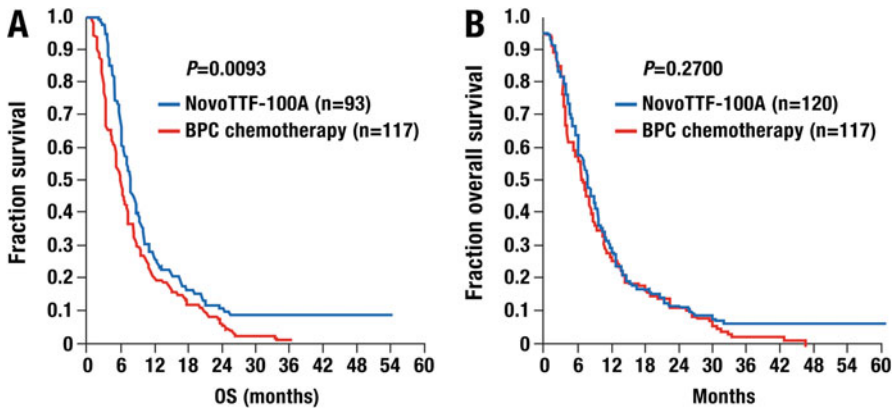 A
P=0.0093
NovoTTF-100A (n=93)
BPC chemotherapy (n=117)
Fraction survival
1.0
0.9
0.8
0.7
0.6
0.5
0.4
0.3
0.2
0.1
0
0 6 12 18 24 30 36 42 48 54 60
OS (months)
B
P=0.2700
NovoTTF-100A (n=120)
BPC chemotherapy (n=117)
Fraction overall survival
1.0
0.9
0.8
0.7
0.6
0.5
0.4
0.3
0.2
0.1
0
0 6 12 18 24 30 36 42 48 54 60
Months